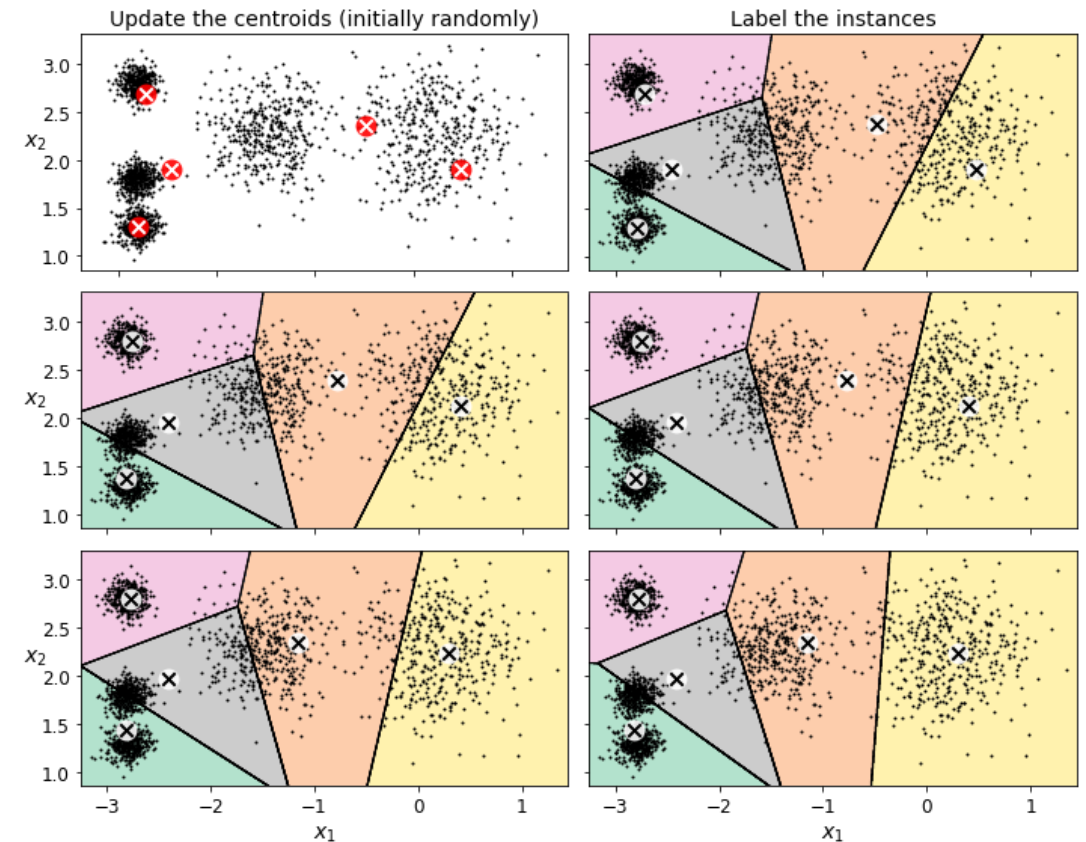 Update the centroids (initially randomly)
Label the instances
3.0
2.5
x₂
2.0
1.5
1.0
3.0
2.5
x₂
2.0
1.5
1.0
3.0
2.5
x₂
2.0
1.5
1.0
−3 −2 −1 0 1
−3 −2 −1 0 1
x₁
x₁